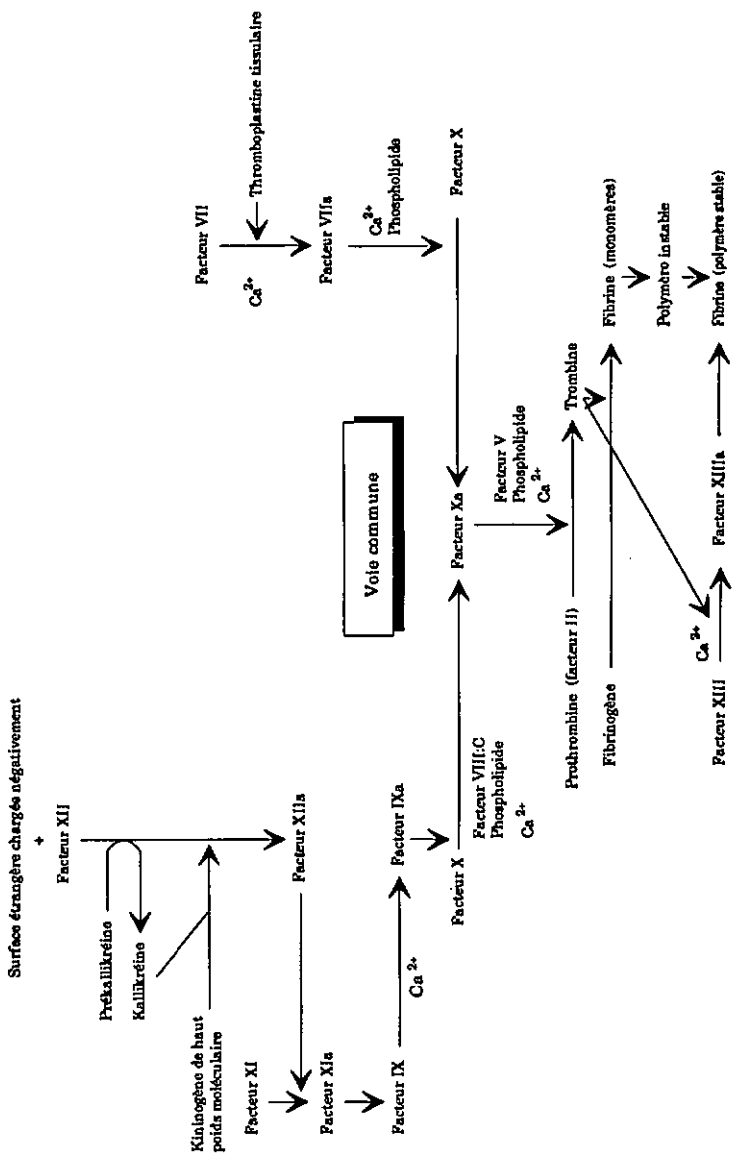 Surface étrangère chargée négativement
+
Facteur XII
Prékallikréine
Kallikréine
Kininogène de haut
poids moléculaire
Facteur XIIa
Facteur XI
Facteur XIa
Facteur IX
Ca 2+
Facteur IXa
Facteur X
Facteur VIII:C
Phospholipide
Ca 2+
Facteur VII
Ca 2+
Thromboplastine tissulaire
Facteur VIIa
Ca 2+
Phospholipide
Facteur X
Voie commune
Facteur Xa
Facteur V
Phospholipide
Ca 2+
Prothrombine (facteur II)
Trombine
Fibrinogène
Fibrine (monomères)
Polymèro instable
Ca 2+
Facteur XIII
Facteur XIIIa
Fibrine (polymère stable)